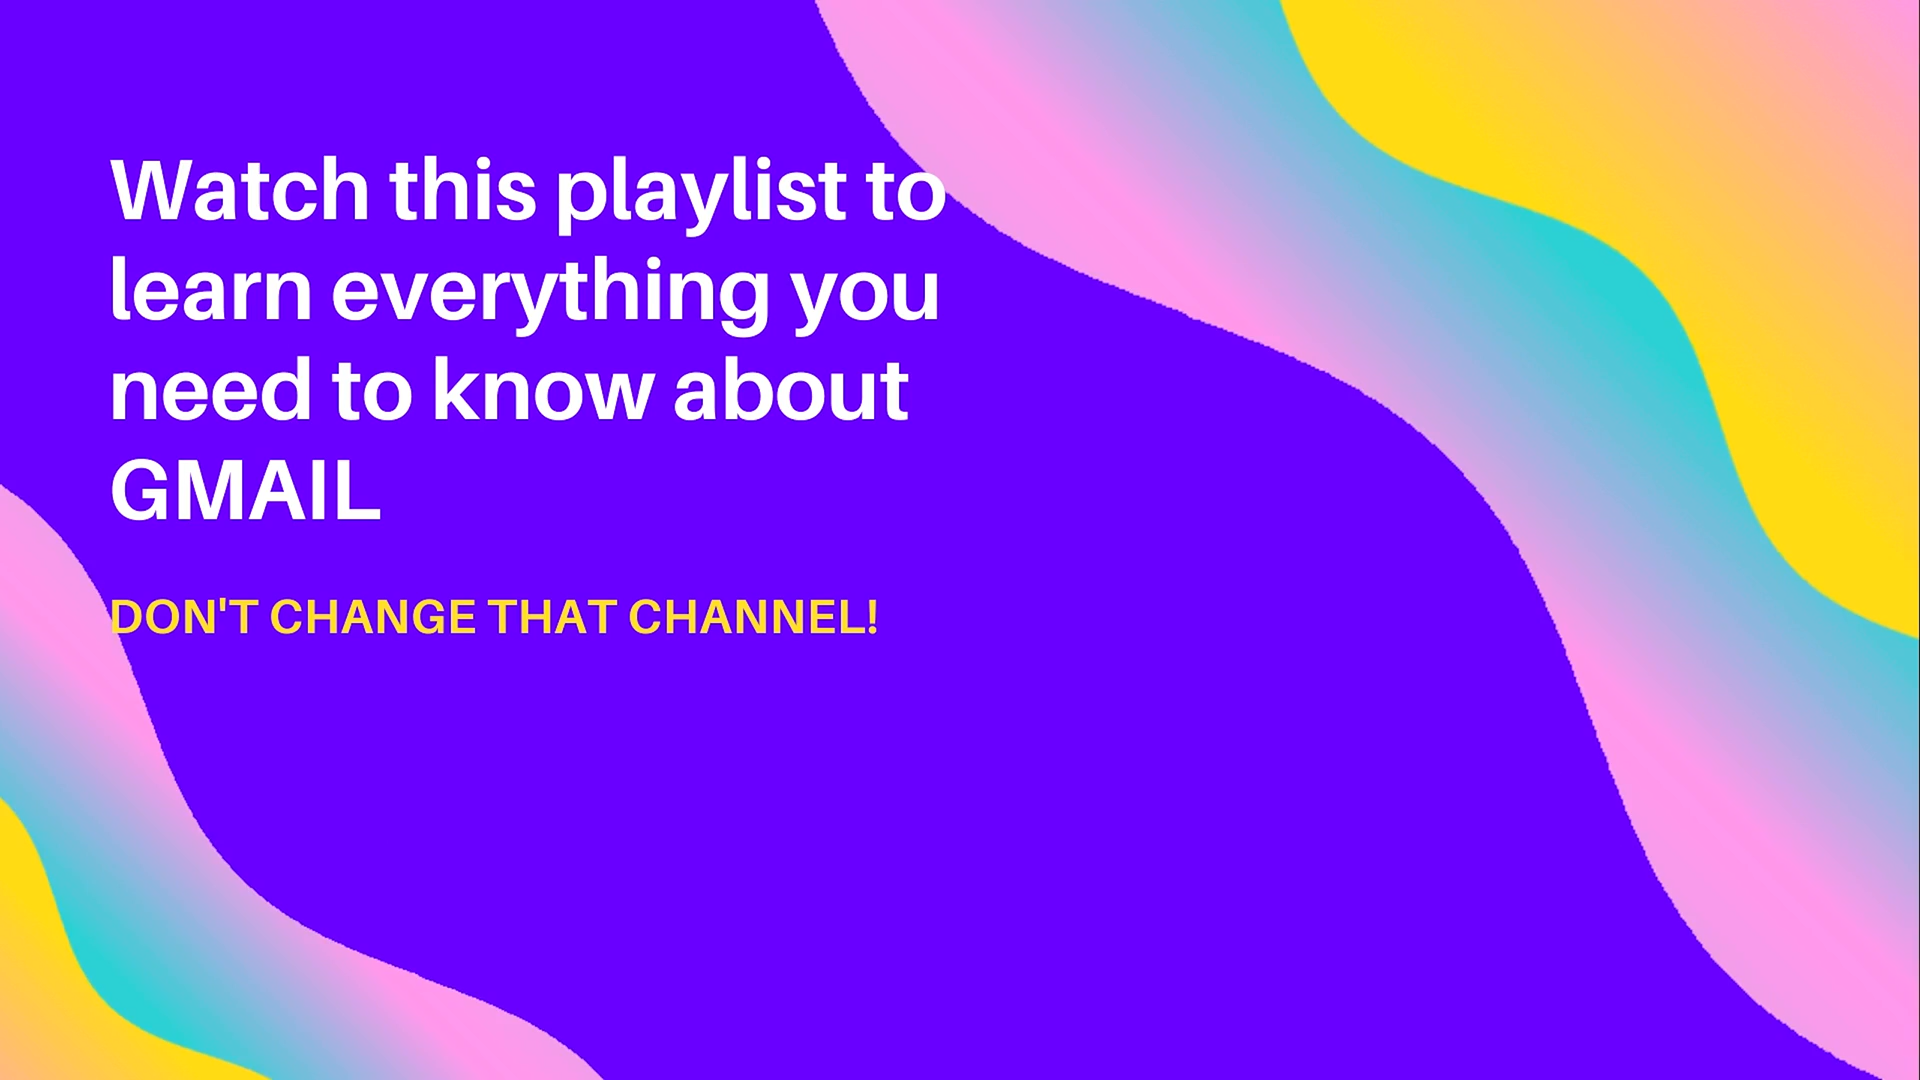 Watch this playlist to
learn everything you
need to know about
GMAIL
DON'T CHANGE THAT CHANNEL!